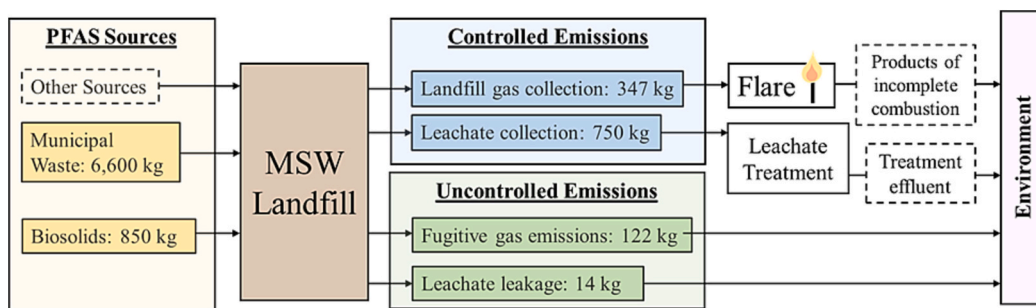 PFAS Sources
Other Sources
Municipal
Waste: 6,600 kg
Biosolids: 850 kg
MSW
Landfill
Controlled Emissions
Landfill gas collection: 347 kg
Leachate collection: 750 kg
Uncontrolled Emissions
Fugitive gas emissions: 122 kg
Leachate leakage: 14 kg
Flare
Products of
incomplete
combustion
Leachate
Treatment
Treatment
effluent
Environment